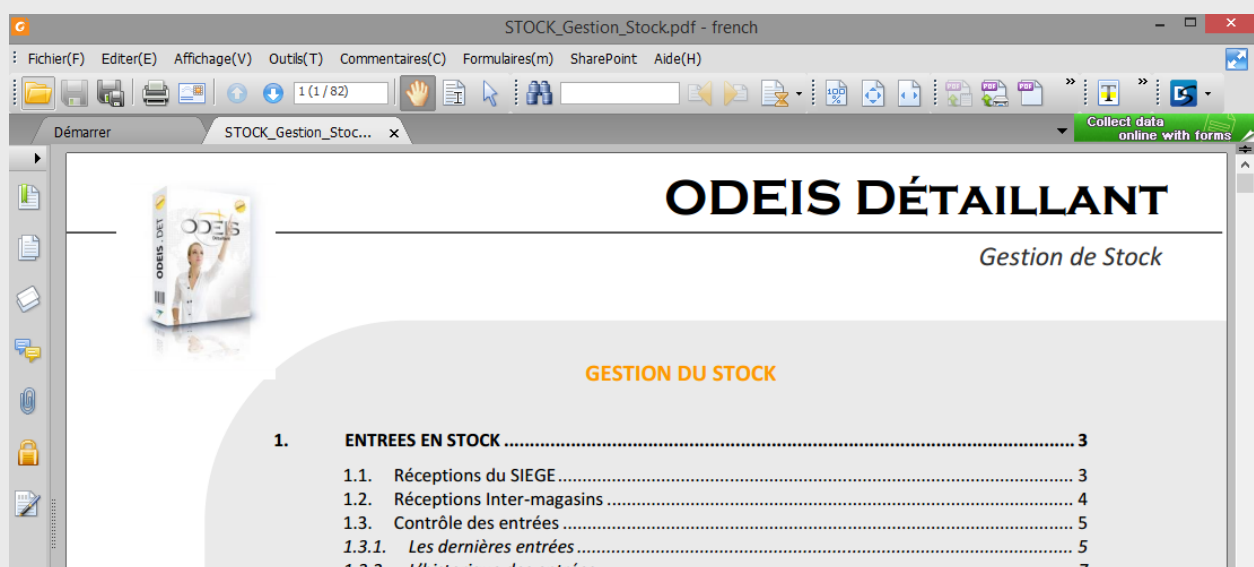 STOCK_Gestion_Stock.pdf - french
Fichier(F) Editer(E) Affichage(V) Outils(T) Commentaires(C) Formulaires(m) SharePoint Aide(H)
1 (1 / 82)
Démarrer STOCK_Gestion_Stoc... x
Collect data
online with forms
ODEIS DÉTAILLANT
ODEIS
ODEIS . DET
Gestion de Stock
GESTION DU STOCK
1. ENTREES EN STOCK 3
1.1. Réceptions du SIEGE 3
1.2. Réceptions Inter-magasins 4
1.3. Contrôle des entrées 5
1.3.1. Les dernières entrées 5